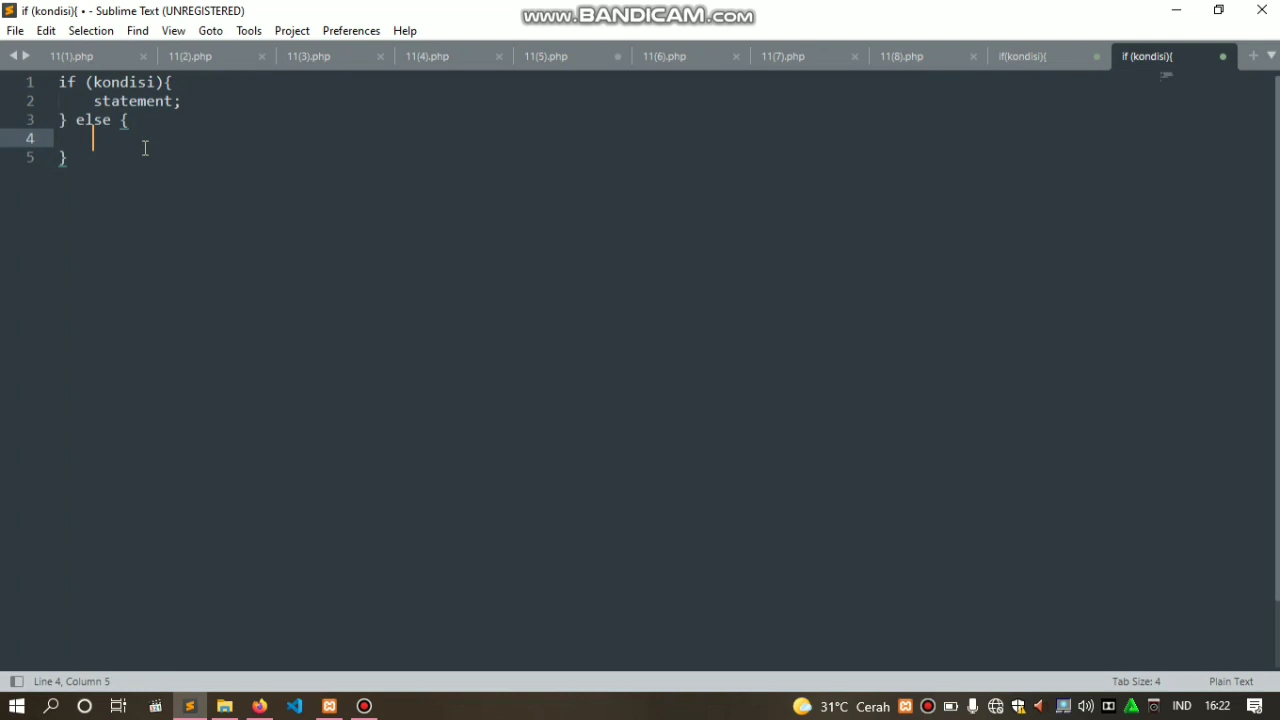 if (kondisi){ • - Sublime Text (UNREGISTERED)
www.BANDICAM.com
File Edit Selection Find View Goto Tools Project Preferences Help
11(1).php 11(2).php 11(3).php 11(4).php 11(5).php 11(6).php 11(7).php 11(8).php if(kondisi){ if (kondisi){
1 if (kondisi){
2 statement;
3 } else {
4
5 }
Line 4, Column 5 Tab Size: 4 Plain Text
31°C Cerah IND 16:22